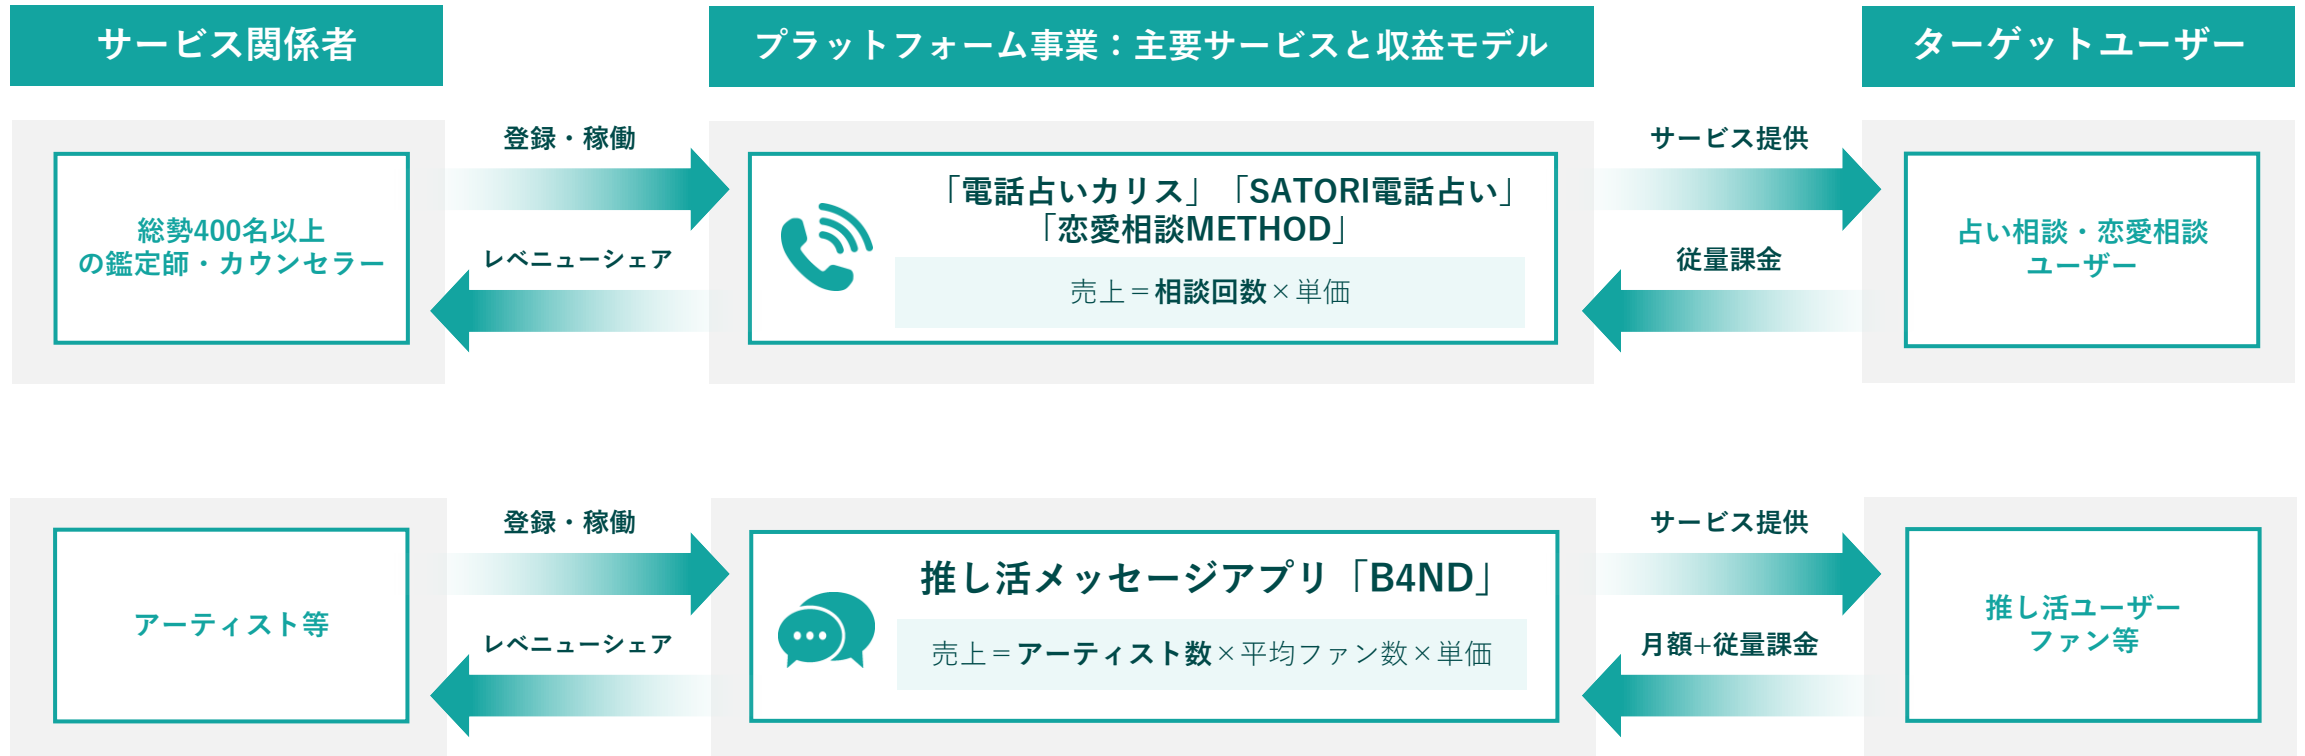 サービス関係者
プラットフォーム事業：主要サービスと収益モデル
ターゲットユーザー
総勢400名以上
の鑑定師・カウンセラー
登録・稼働
レベニューシェア
「電話占いカリス」「SATORI電話占い」
「恋愛相談METHOD」
売上＝相談回数×単価
サービス提供
従量課金
占い相談・恋愛相談
ユーザー
アーティスト等
登録・稼働
レベニューシェア
推し活メッセージアプリ「B4ND」
売上＝アーティスト数×平均ファン数×単価
サービス提供
月額+従量課金
推し活ユーザー
ファン等